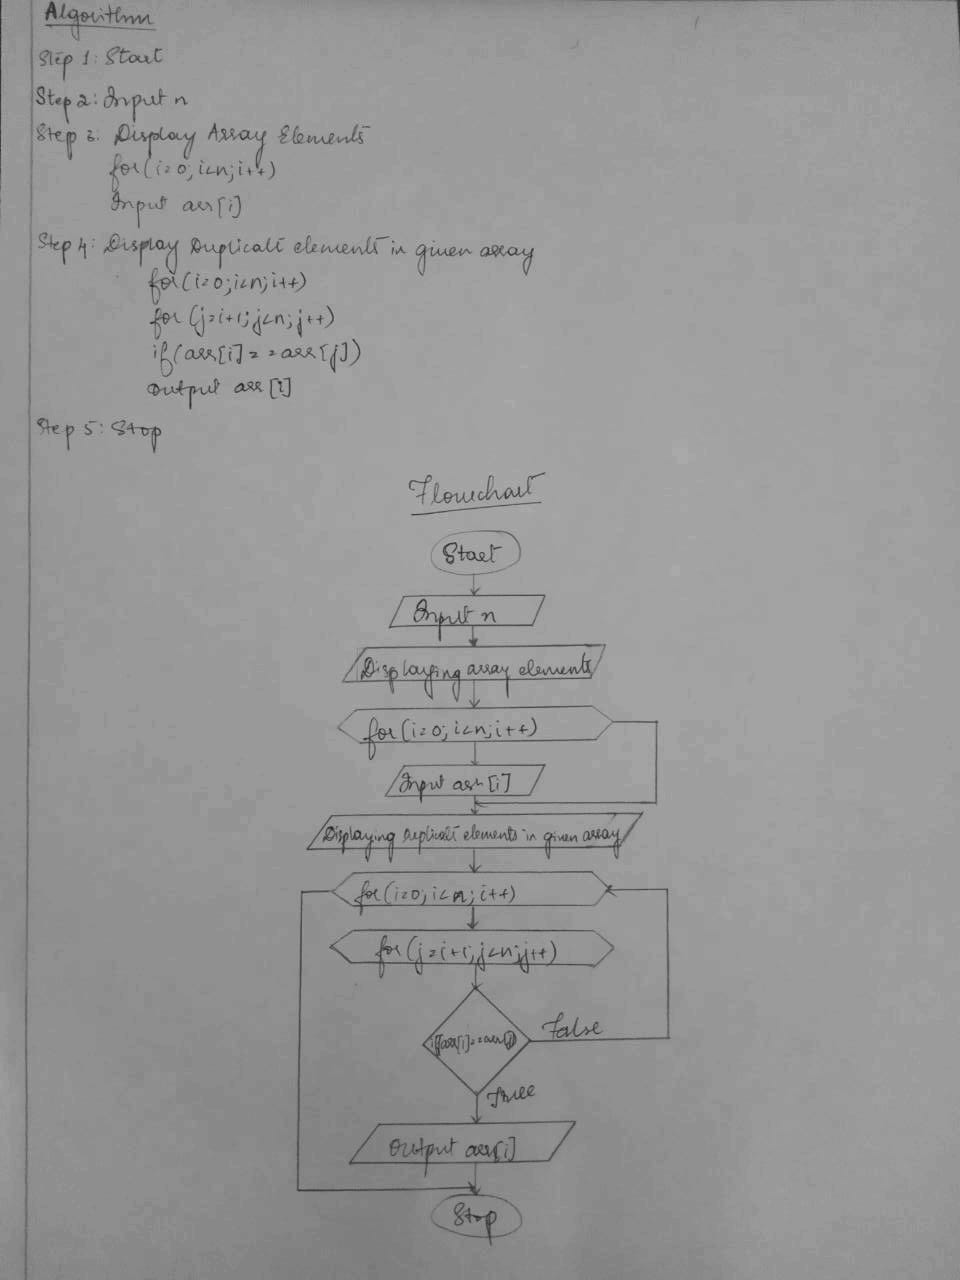 Algorithm
Step 1: Start
Step 2: Input n
Step 3: Display Array Elements
for(i=0;i<n;i++)
Input arr[i]
Step 4: Display Duplicate elements in given array
for(i=0;i<n;i++)
for(j=i+1;j<n;j++)
if(arr[i]==arr[j])
Output arr[i]
Step 5: Stop
Flowchart
Start
Input n
Displaying array elements
for(i=0;i<n;i++)
Input arr[i]
Displaying Duplicate elements in given array
for(i=0;i<n;i++)
for(j=i+1;j<n;j++)
if(arr[i]==arr[j])
False
True
Output arr[i]
Stop